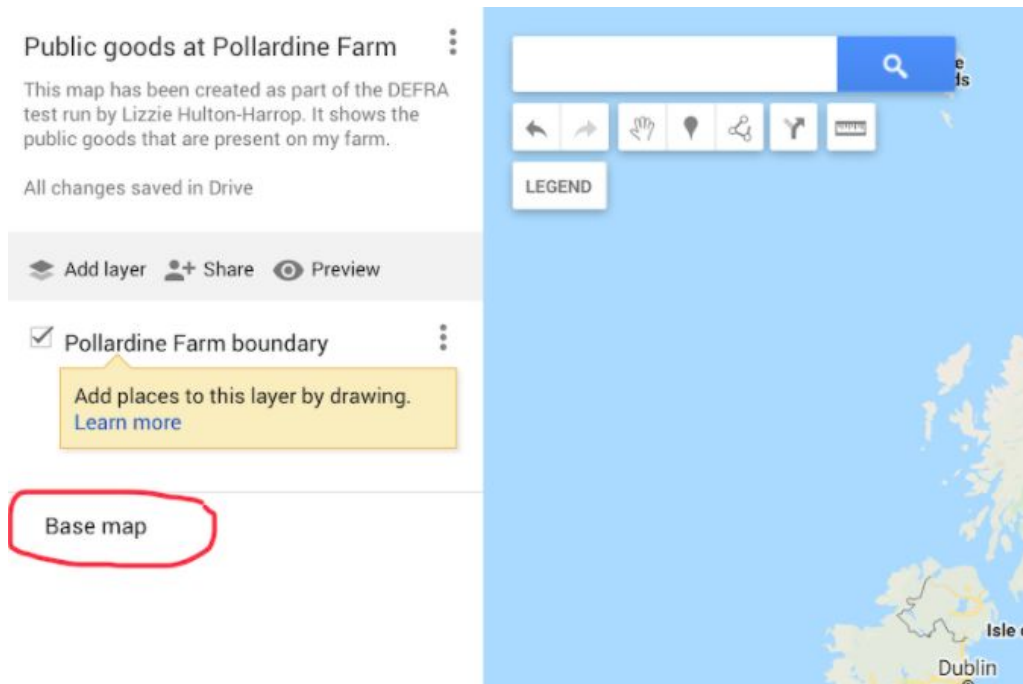 Public goods at Pollardine Farm
This map has been created as part of the DEFRA
test run by Lizzie Hulton-Harrop. It shows the
public goods that are present on my farm.
All changes saved in Drive
Add layer Share Preview
Pollardine Farm boundary
Add places to this layer by drawing.
Learn more
Base map
LEGEND
Isle
Dublin